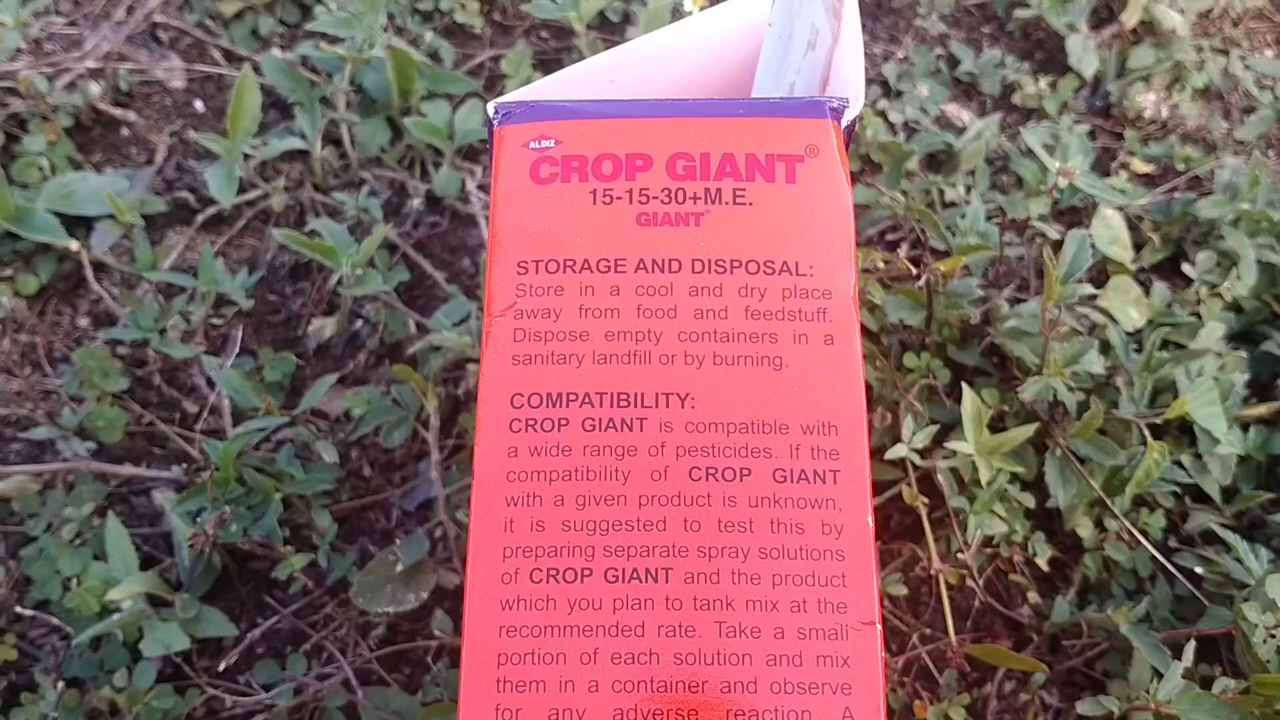 ALDIZ
CROP GIANT®
15-15-30+M.E.
GIANT®
STORAGE AND DISPOSAL:
Store in a cool and dry place
away from food and feedstuff.
Dispose empty containers in a
sanitary landfill or by burning.
COMPATIBILITY:
CROP GIANT is compatible with
a wide range of pesticides. If the
compatibility of CROP GIANT
with a given product is unknown,
it is suggested to test this by
preparing separate spray solutions
of CROP GIANT and the product
which you plan to tank mix at the
recommended rate. Take a small
portion of each solution and mix
them in a container and observe
for any adverse reaction. A